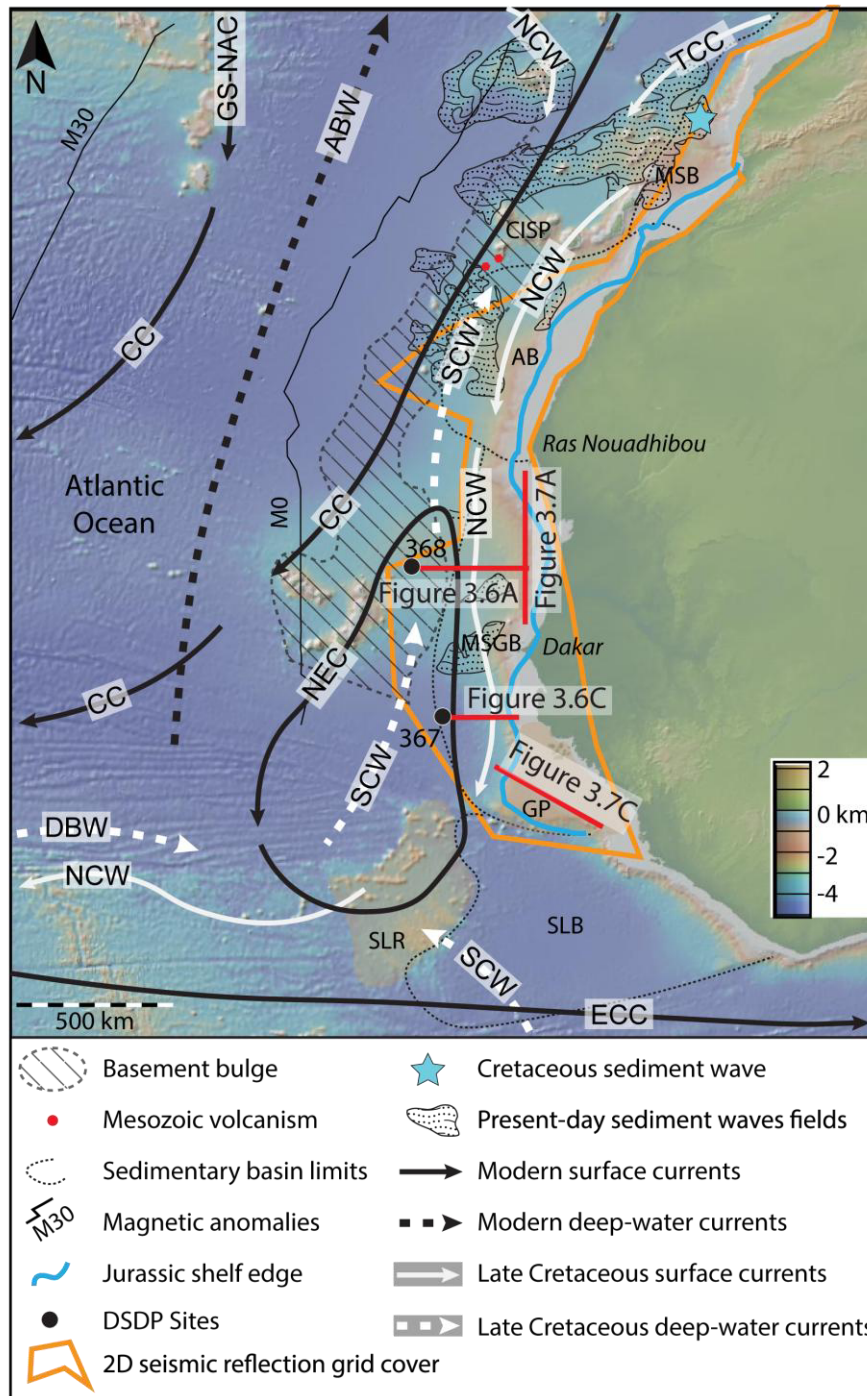 N
M30
GS-NAC
ABW
NCW
TCC
MSB
CISP
NCW
CC
SCW
AB
Ras Nouadhibou
Atlantic
Ocean
M0
CC
NCW
Figure 3.7A
368
Figure 3.6A
MSGB
Dakar
NEC
CC
Figure 3.6C
367
SCW
Figure 3.7C
GP
2
0 km
-2
-4
DBW
NCW
SLR
SLB
SCW
500 km
ECC
Basement bulge
Cretaceous sediment wave
Mesozoic volcanism
Present-day sediment waves fields
Sedimentary basin limits
Modern surface currents
M30
Magnetic anomalies
Modern deep-water currents
Jurassic shelf edge
Late Cretaceous surface currents
DSDP Sites
Late Cretaceous deep-water currents
2D seismic reflection grid cover